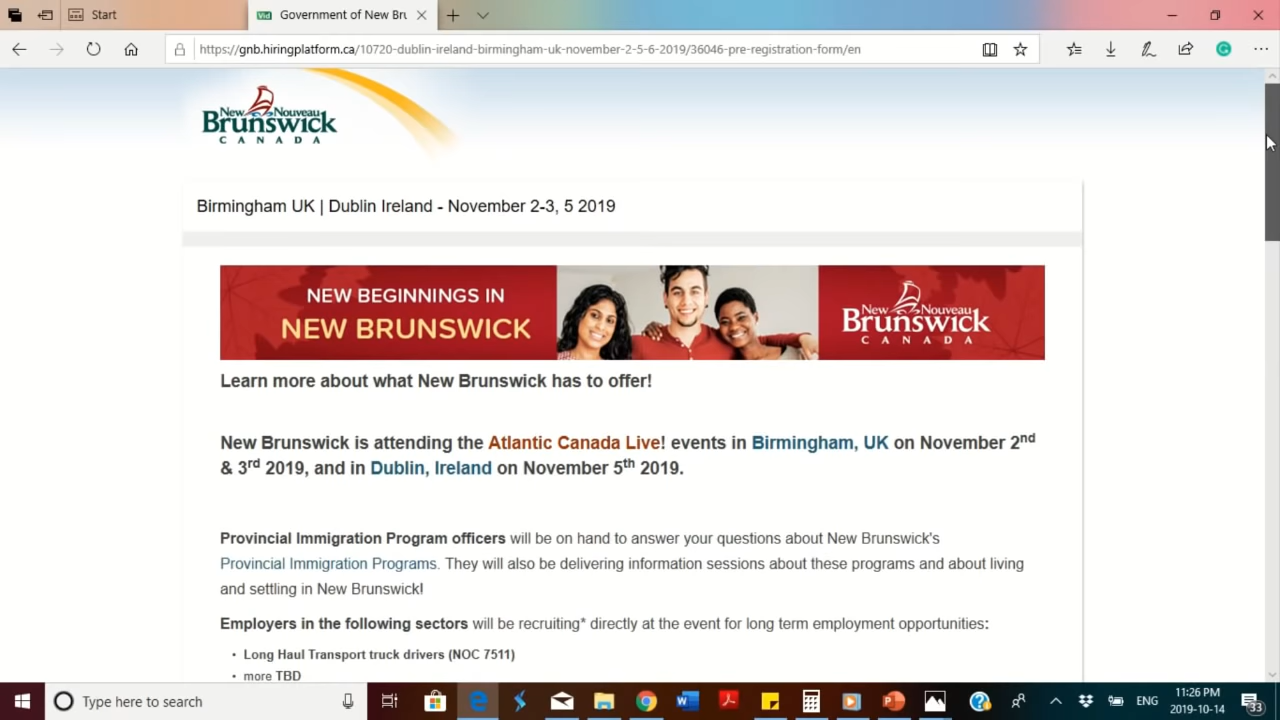 Start
Government of New Bru
https://gnb.hiringplatform.ca/10720-dublin-ireland-birmingham-uk-november-2-5-6-2019/36046-pre-registration-form/en
New Nouveau
Brunswick
CANADA
Birmingham UK | Dublin Ireland - November 2-3, 5 2019
NEW BEGINNINGS IN
NEW BRUNSWICK
New Nouveau
Brunswick
CANADA
Learn more about what New Brunswick has to offer!
New Brunswick is attending the Atlantic Canada Live! events in Birmingham, UK on November 2nd
& 3rd 2019, and in Dublin, Ireland on November 5th 2019.
Provincial Immigration Program officers will be on hand to answer your questions about New Brunswick's
Provincial Immigration Programs. They will also be delivering information sessions about these programs and about living
and settling in New Brunswick!
Employers in the following sectors will be recruiting* directly at the event for long term employment opportunities:
• Long Haul Transport truck drivers (NOC 7511)
• more TBD
Type here to search
ENG
11:26 PM
2019-10-14
33